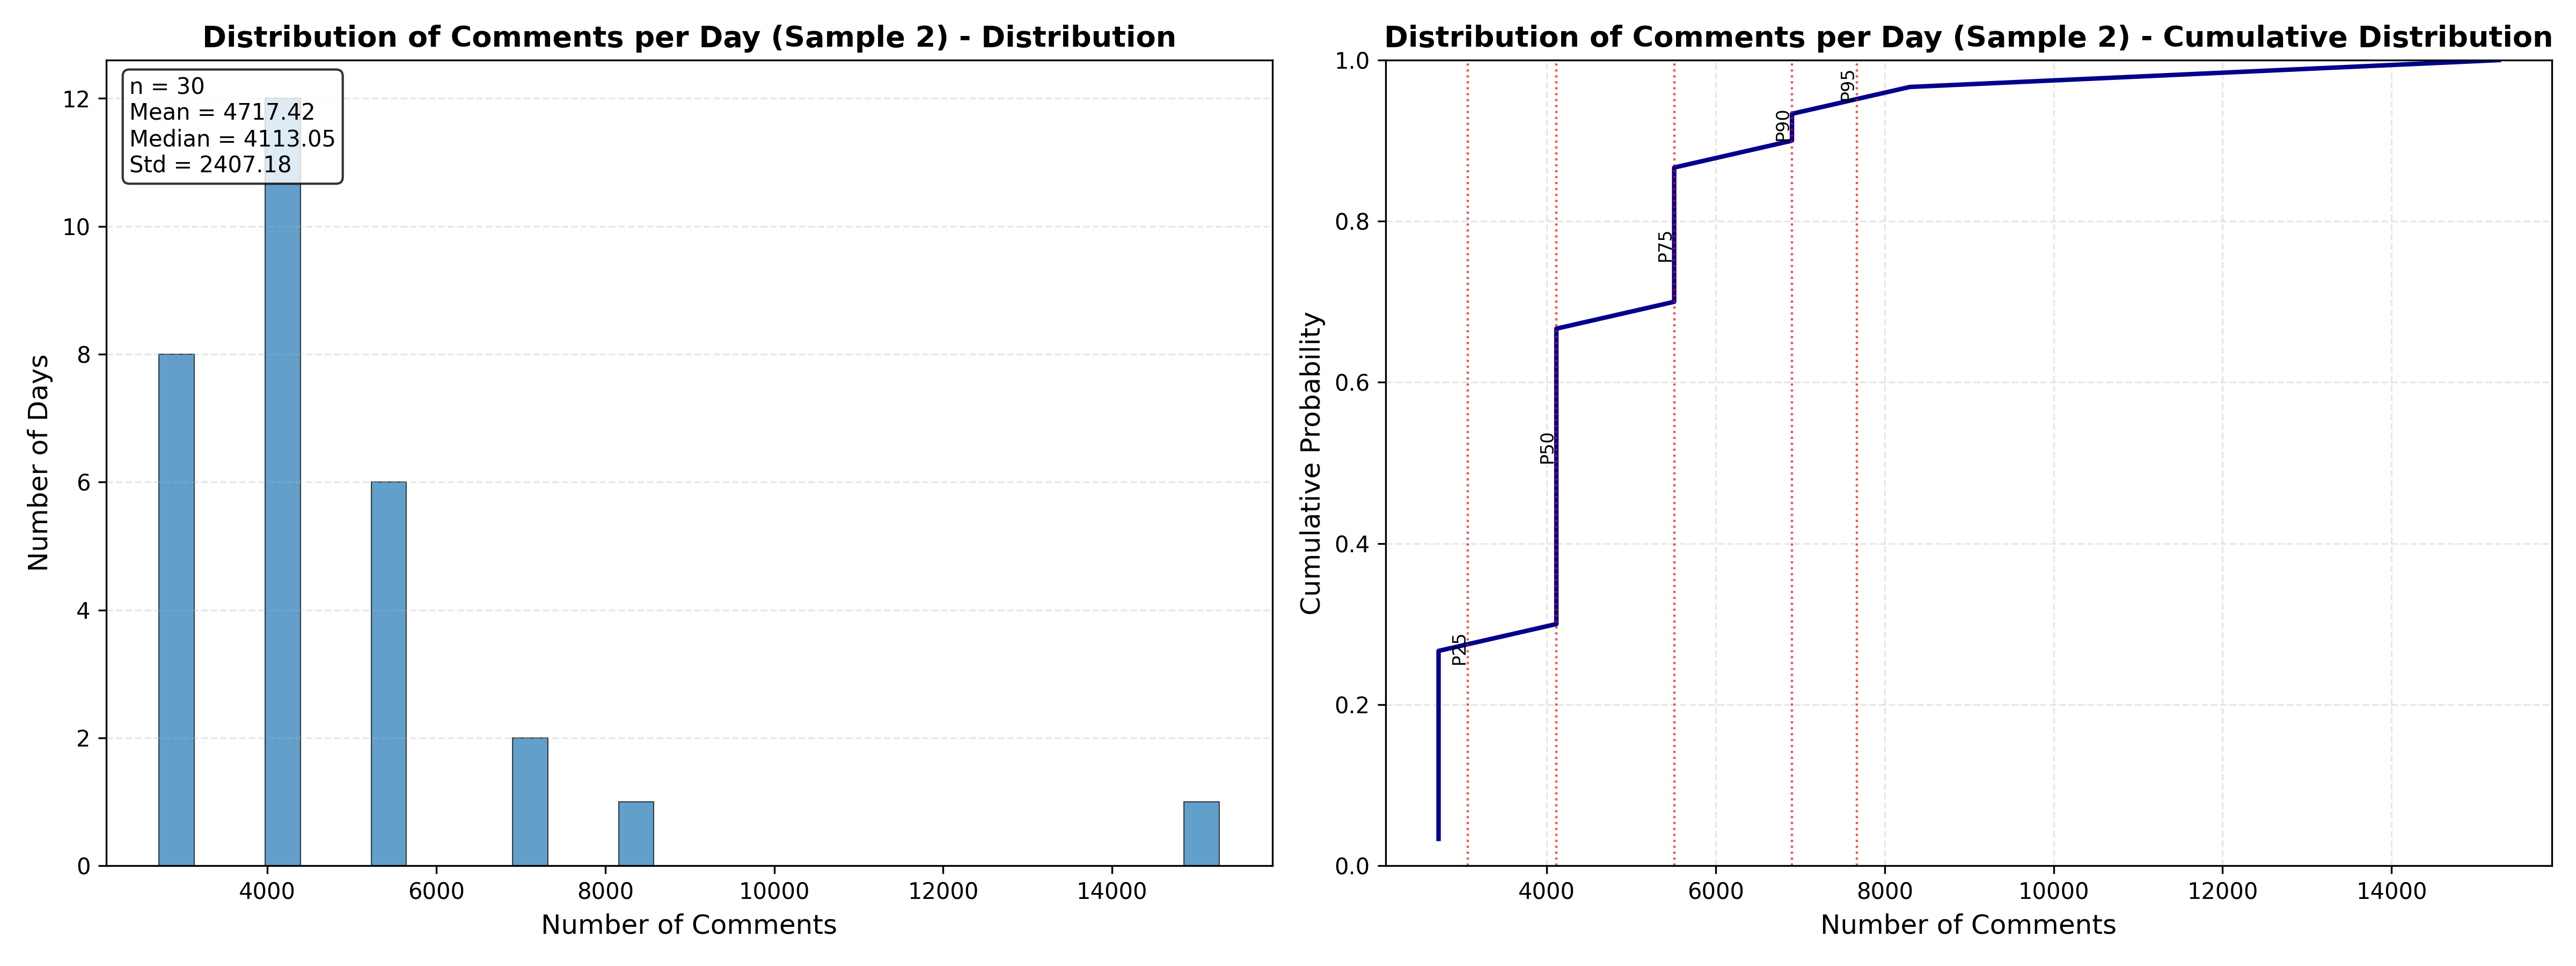 Distribution of Comments per Day (Sample 2) - Distribution
n = 30
Mean = 4717.42
Median = 4113.05
Std = 2407.18
12
10
8
6
4
2
0
Number of Days
4000 6000 8000 10000 12000 14000
Number of Comments
Distribution of Comments per Day (Sample 2) - Cumulative Distribution
1.0
0.8
0.6
0.4
0.2
0.0
Cumulative Probability
P25
P50
P75
P90
P95
4000 6000 8000 10000 12000 14000
Number of Comments